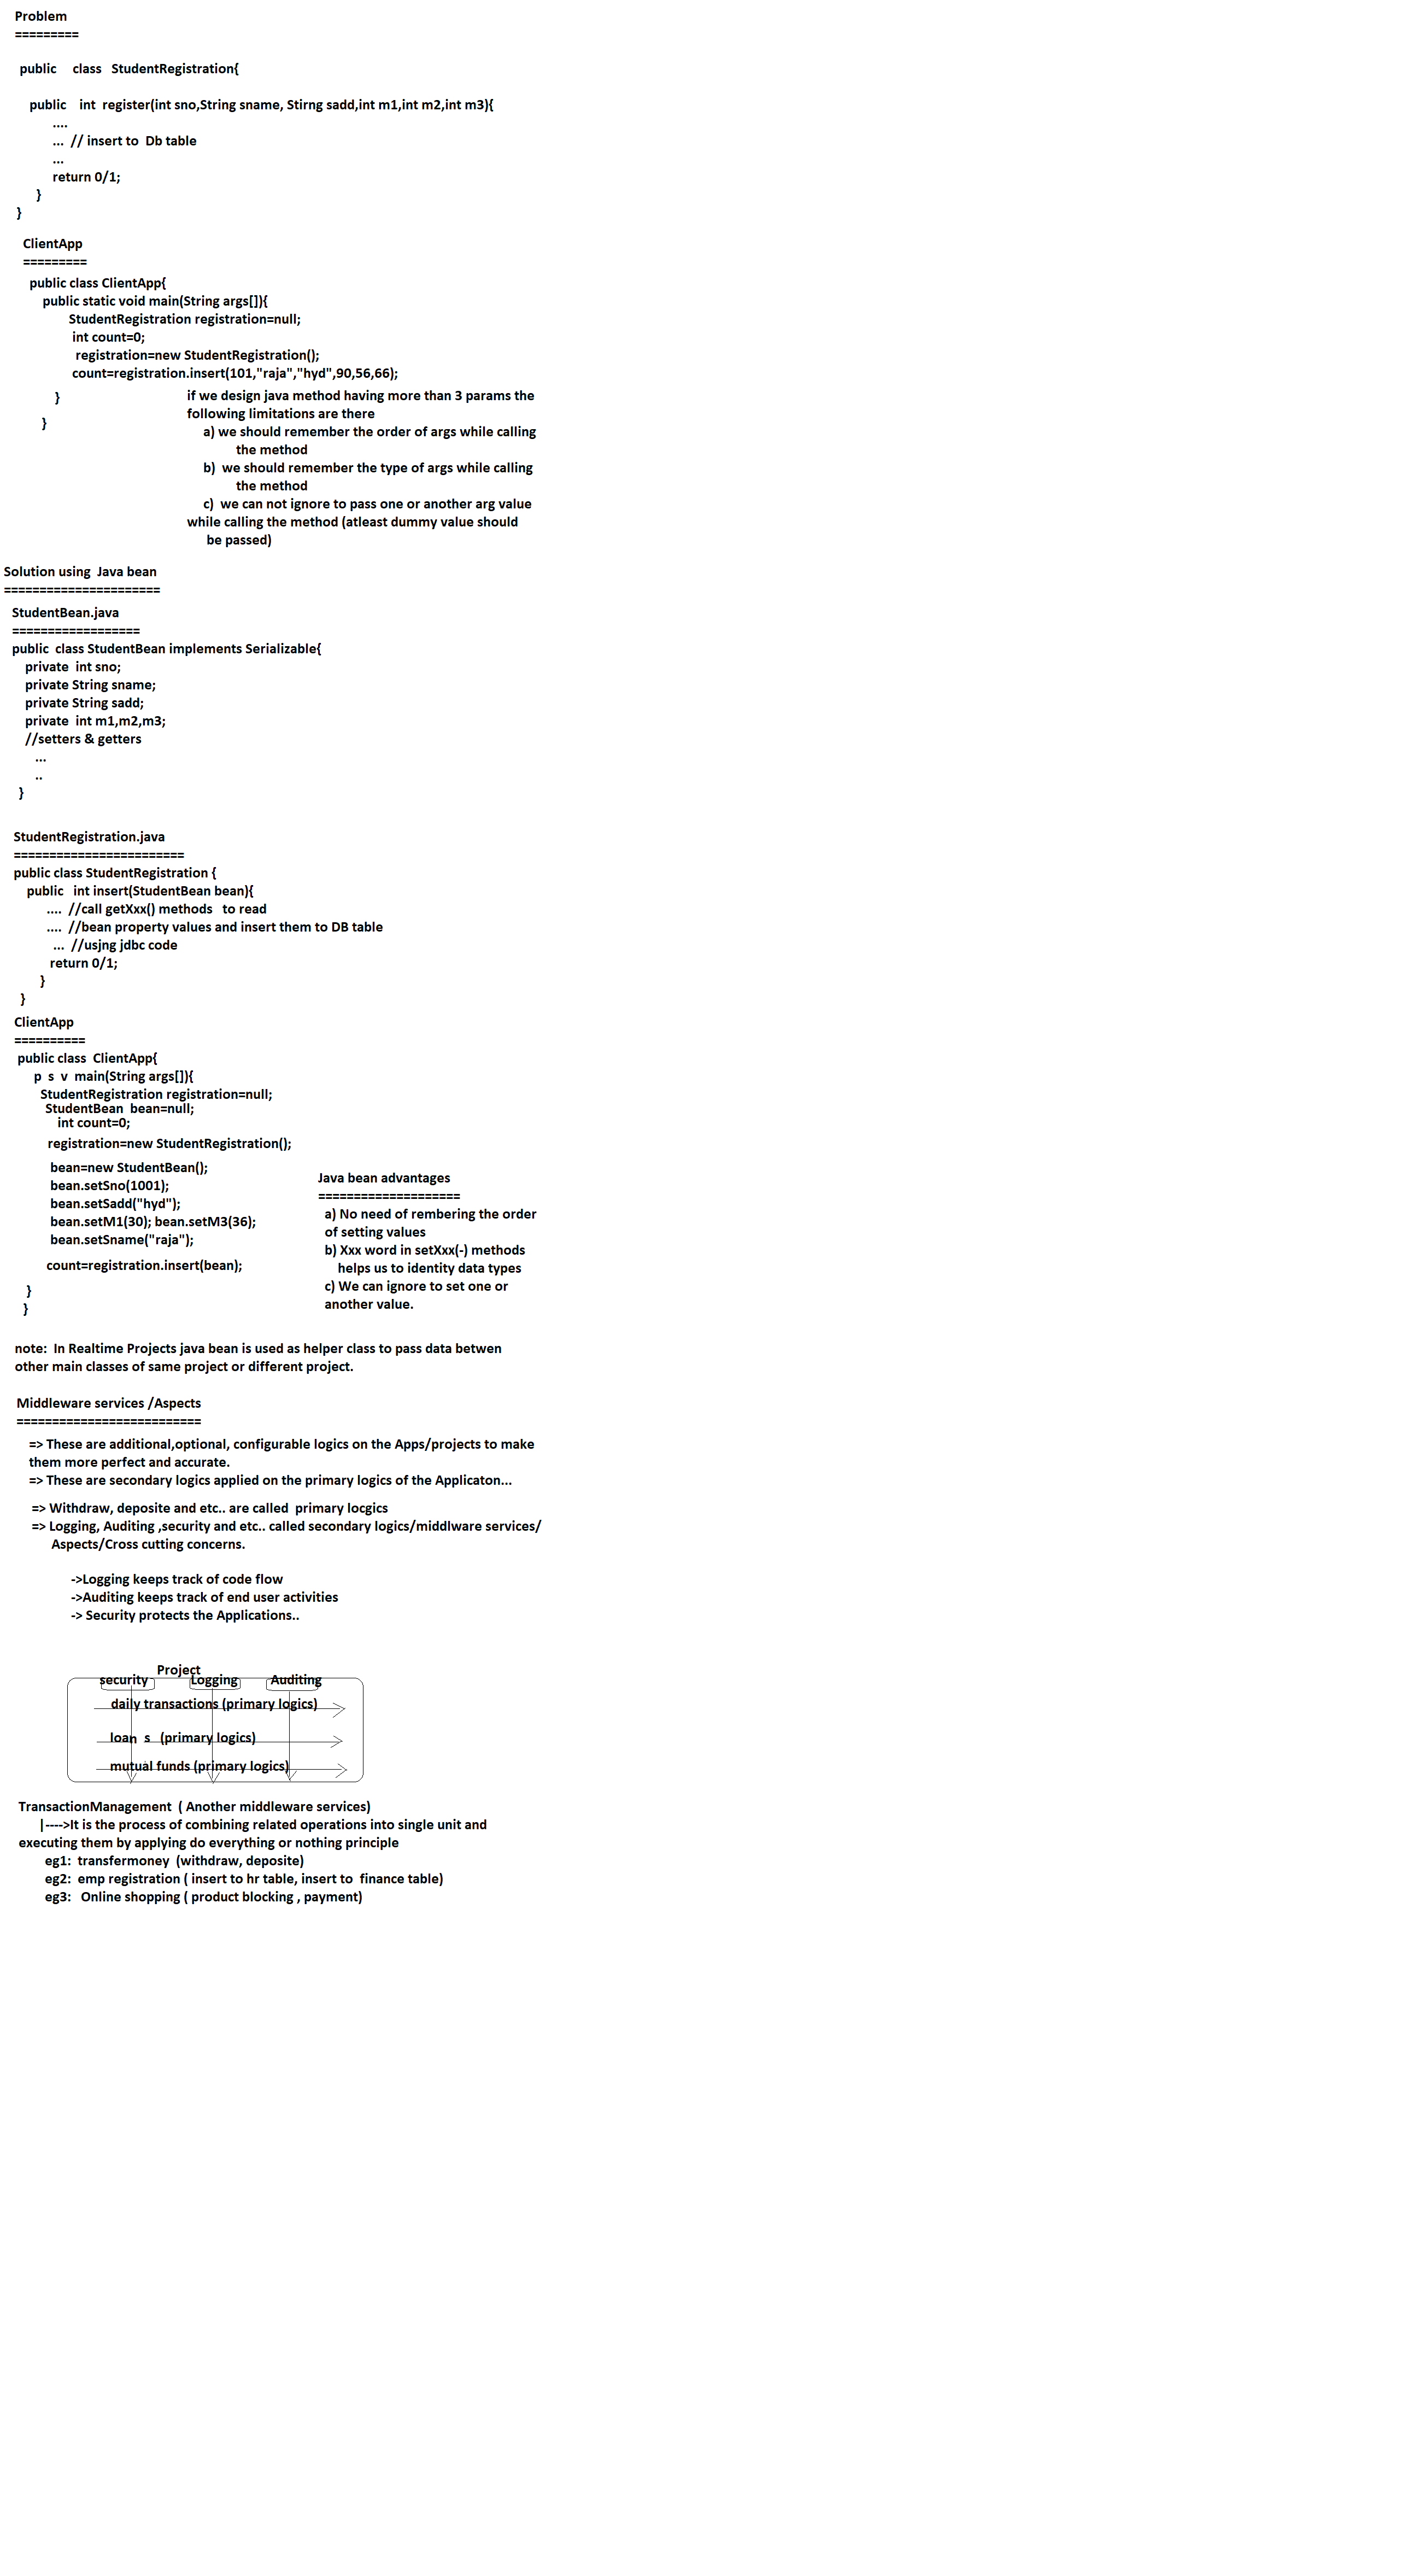 Problem
=========
public class StudentRegistration{
public int register(int sno,String sname, Stirng sadd,int m1,int m2,int m3){
....
... // insert to Db table
...
return 0/1;
}
}
ClientApp
=========
public class ClientApp{
public static void main(String args[]){
StudentRegistration registration=null;
int count=0;
registration=new StudentRegistration();
count=registration.insert(101,"raja","hyd",90,56,66);
}
}
if we design java method having more than 3 params the
following limitations are there
a) we should remember the order of args while calling
the method
b) we should remember the type of args while calling
the method
c) we can not ignore to pass one or another arg value
while calling the method (atleast dummy value should
be passed)
Solution using Java bean
======================
StudentBean.java
==================
public class StudentBean implements Serializable{
private int sno;
private String sname;
private String sadd;
private int m1,m2,m3;
//setters & getters
...
..
}
StudentRegistration.java
========================
public class StudentRegistration {
public int insert(StudentBean bean){
.... //call getXxx() methods to read
.... //bean property values and insert them to DB table
... //usjng jdbc code
return 0/1;
}
}
ClientApp
==========
public class ClientApp{
p s v main(String args[]){
StudentRegistration registration=null;
StudentBean bean=null;
int count=0;
registration=new StudentRegistration();
bean=new StudentBean();
bean.setSno(1001);
bean.setSadd("hyd");
bean.setM1(30); bean.setM3(36);
bean.setSname("raja");
count=registration.insert(bean);
}
}
Java bean advantages
====================
a) No need of rembering the order
of setting values
b) Xxx word in setXxx(-) methods
helps us to identity data types
c) We can ignore to set one or
another value.
note: In Realtime Projects java bean is used as helper class to pass data betwen
other main classes of same project or different project.
Middleware services /Aspects
==========================
=> These are additional,optional, configurable logics on the Apps/projects to make
them more perfect and accurate.
=> These are secondary logics applied on the primary logics of the Applicaton...
=> Withdraw, deposite and etc.. are called primary locgics
=> Logging, Auditing ,security and etc.. called secondary logics/middlware services/
Aspects/Cross cutting concerns.
->Logging keeps track of code flow
->Auditing keeps track of end user activities
-> Security protects the Applications..
Project
security Logging Auditing
daily transactions (primary logics)
loan s (primary logics)
mutual funds (primary logics)
TransactionManagement ( Another middleware services)
|---->It is the process of combining related operations into single unit and
executing them by applying do everything or nothing principle
eg1: transfermoney (withdraw, deposite)
eg2: emp registration ( insert to hr table, insert to finance table)
eg3: Online shopping ( product blocking , payment)